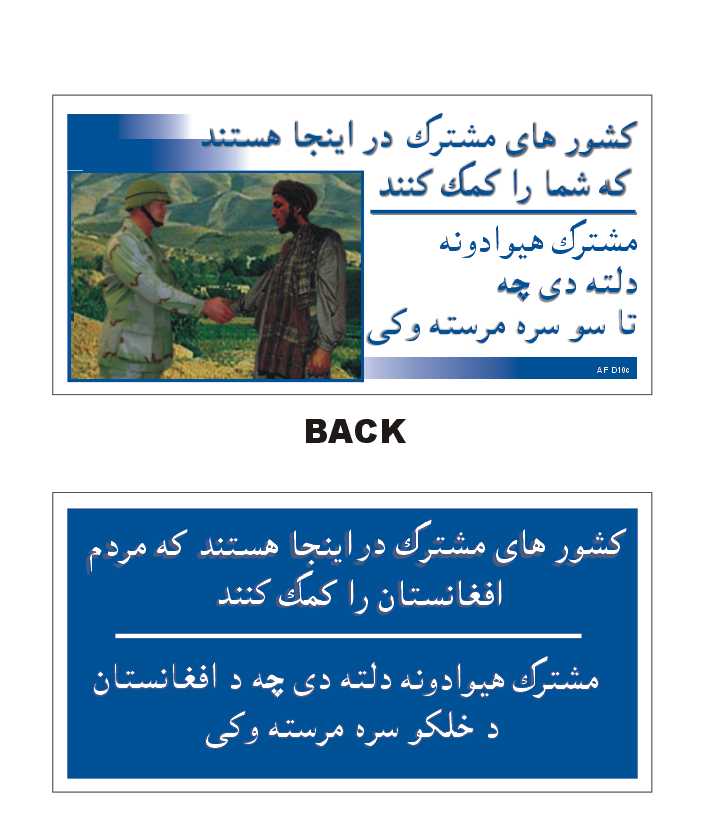 کشور های مشترک در اینجا هستند
که شما را کمک کنند
مشترک هیوادونه
دلته دی چه
تا سو سره مرسته وکی
AF D10c
BACK
کشور های مشترک در اینجا هستند که مردم
افغانستان را کمک کنند
مشترک هیوادونه دلته دی چه د افغانستان
د خلکو سره مرسته وکی